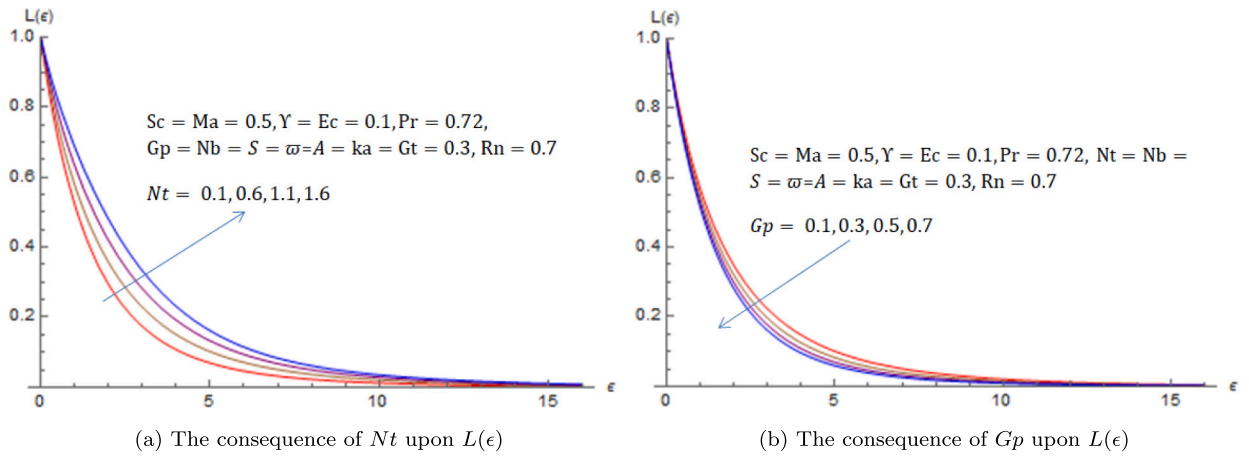 L(ϵ)
1.0
0.8
0.6
0.4
0.2
0 5 10 15 ϵ
Sc = Ma = 0.5, ϒ = Ec = 0.1, Pr = 0.72,
Gp = Nb = S = ϖ=A = ka = Gt = 0.3, Rn = 0.7
Nt = 0.1, 0.6, 1.1, 1.6
(a) The consequence of Nt upon L(ϵ)
L(ϵ)
1.0
0.8
0.6
0.4
0.2
0 5 10 15 ϵ
Sc = Ma = 0.5, ϒ = Ec = 0.1, Pr = 0.72, Nt = Nb =
S = ϖ=A = ka = Gt = 0.3, Rn = 0.7
Gp = 0.1, 0.3, 0.5, 0.7
(b) The consequence of Gp upon L(ϵ)